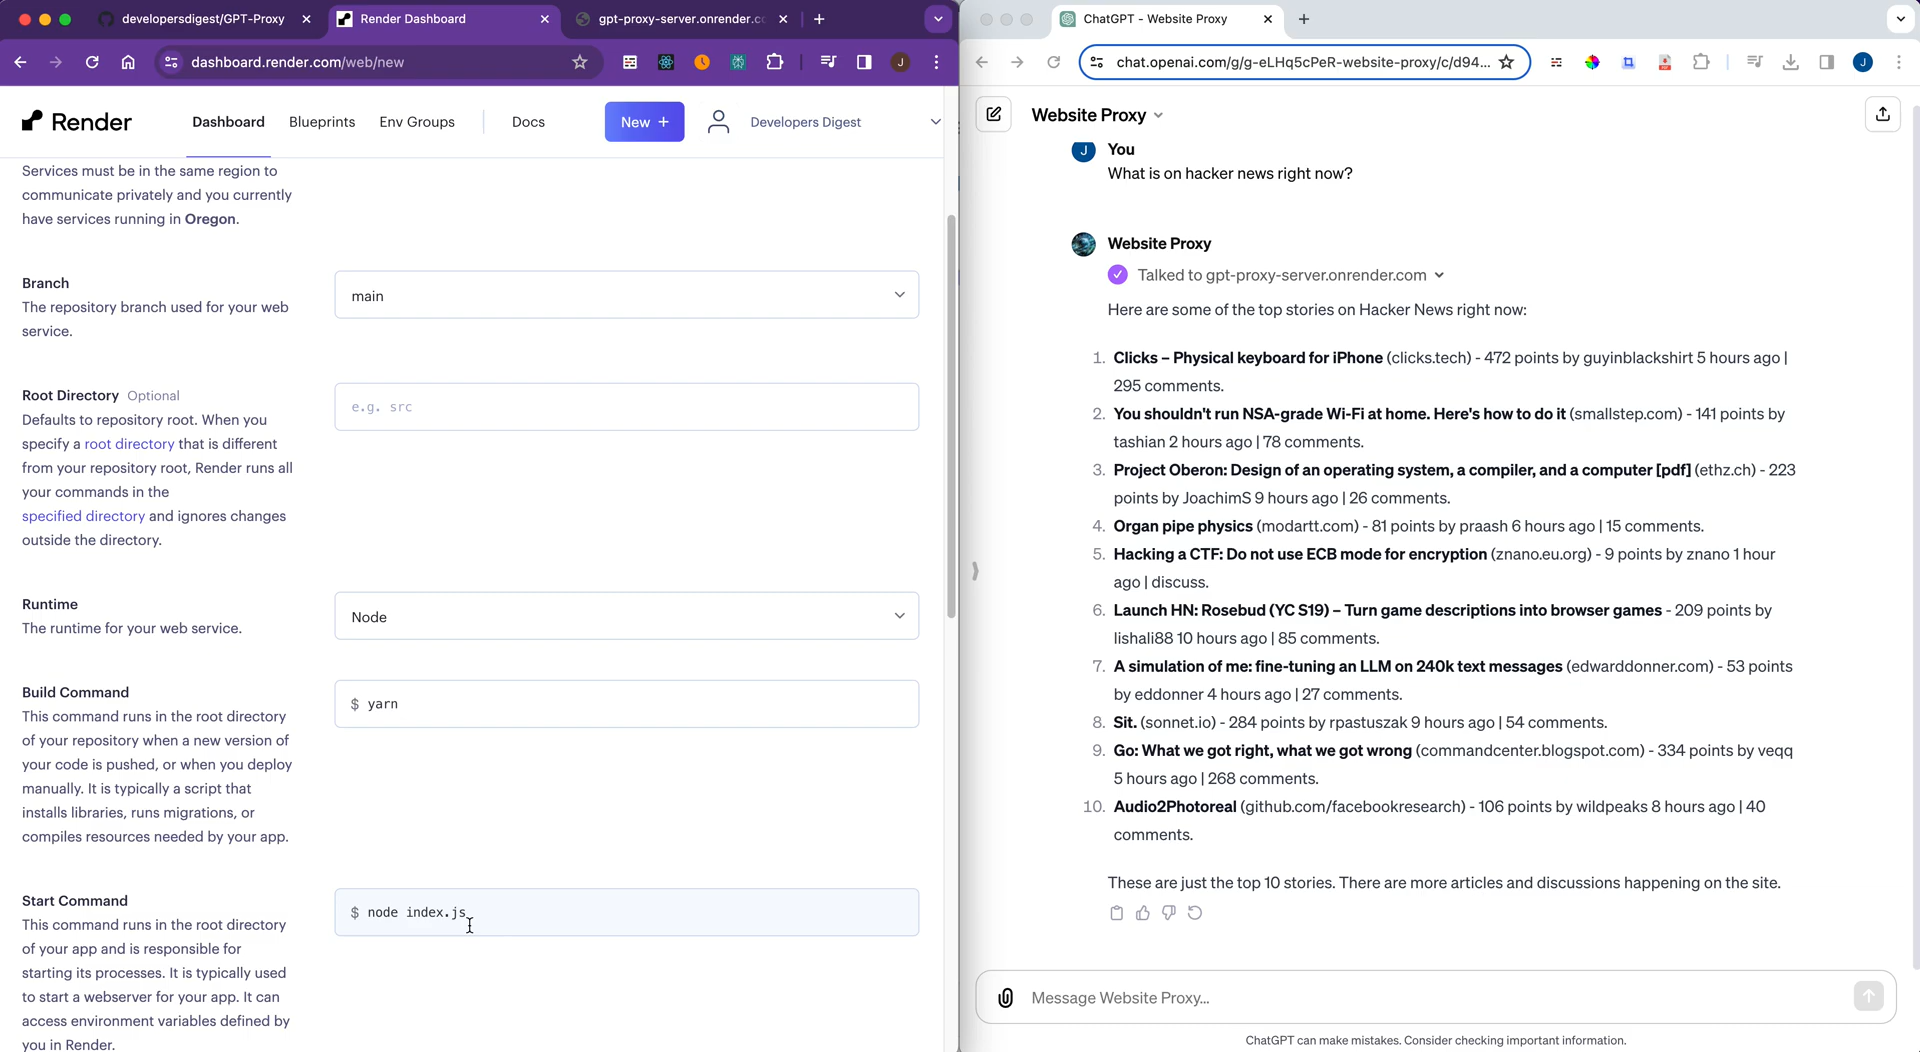 developersdigest/GPT-Proxy
Render Dashboard
gpt-proxy-server.onrender.c
dashboard.render.com/web/new
J
Render
Dashboard
Blueprints
Env Groups
Docs
New +
Developers Digest
Services must be in the same region to
communicate privately and you currently
have services running in Oregon.
Branch
The repository branch used for your web
service.
main
Root Directory Optional
Defaults to repository root. When you
specify a root directory that is different
from your repository root, Render runs all
your commands in the
specified directory and ignores changes
outside the directory.
e.g. src
Runtime
The runtime for your web service.
Node
Build Command
This command runs in the root directory
of your repository when a new version of
your code is pushed, or when you deploy
manually. It is typically a script that
installs libraries, runs migrations, or
compiles resources needed by your app.
$ yarn
Start Command
This command runs in the root directory
of your app and is responsible for
starting its processes. It is typically used
to start a webserver for your app. It can
access environment variables defined by
you in Render.
$ node index.js
ChatGPT - Website Proxy
chat.openai.com/g/g-eLHq5cPeR-website-proxy/c/d94...
J
Website Proxy
J
You
What is on hacker news right now?
Website Proxy
Talked to gpt-proxy-server.onrender.com
Here are some of the top stories on Hacker News right now:
1. Clicks – Physical keyboard for iPhone (clicks.tech) - 472 points by guyinblackshirt 5 hours ago |
295 comments.
2. You shouldn't run NSA-grade Wi-Fi at home. Here's how to do it (smallstep.com) - 141 points by
tashian 2 hours ago | 78 comments.
3. Project Oberon: Design of an operating system, a compiler, and a computer [pdf] (ethz.ch) - 223
points by JoachimS 9 hours ago | 26 comments.
4. Organ pipe physics (modartt.com) - 81 points by praash 6 hours ago | 15 comments.
5. Hacking a CTF: Do not use ECB mode for encryption (znano.eu.org) - 9 points by znano 1 hour
ago | discuss.
6. Launch HN: Rosebud (YC S19) – Turn game descriptions into browser games - 209 points by
lishali88 10 hours ago | 85 comments.
7. A simulation of me: fine-tuning an LLM on 240k text messages (edwarddonner.com) - 53 points
by eddonner 4 hours ago | 27 comments.
8. Sit. (sonnet.io) - 284 points by rpastuszak 9 hours ago | 54 comments.
9. Go: What we got right, what we got wrong (commandcenter.blogspot.com) - 334 points by veqq
5 hours ago | 268 comments.
10. Audio2Photoreal (github.com/facebookresearch) - 106 points by wildpeaks 8 hours ago | 40
comments.
These are just the top 10 stories. There are more articles and discussions happening on the site.
Message Website Proxy...
ChatGPT can make mistakes. Consider checking important information.